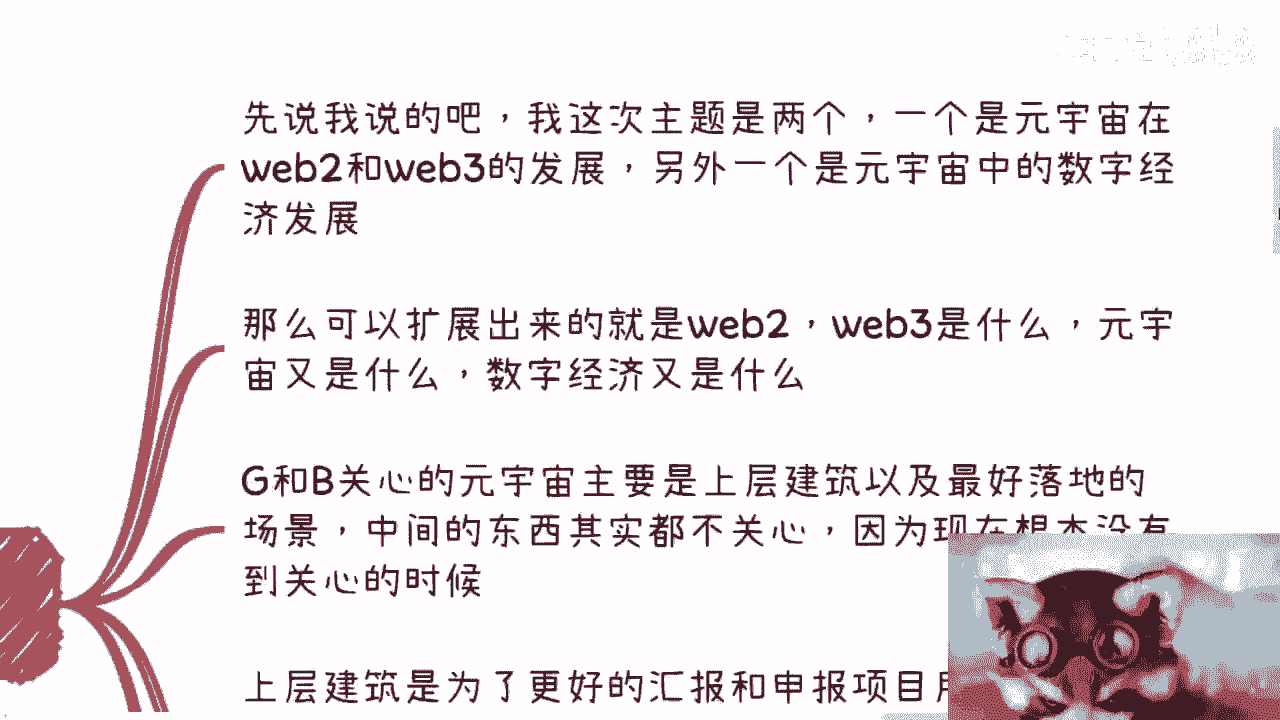 先说我说的吧，我这次主题是两个，一个是元宇宙在
web2和web3的发展，另外一个是元宇宙中的数字经
济发展
那么可以扩展出来的就是web2，web3是什么，元宇
宙又是什么，数字经济又是什么
G和B关心的元宇宙主要是上层建筑以及最好落地的
场景，中间的东西其实都不关心，因为现在根本没有
到关心的时候
上层建筑是为了更好的汇报和申报项目